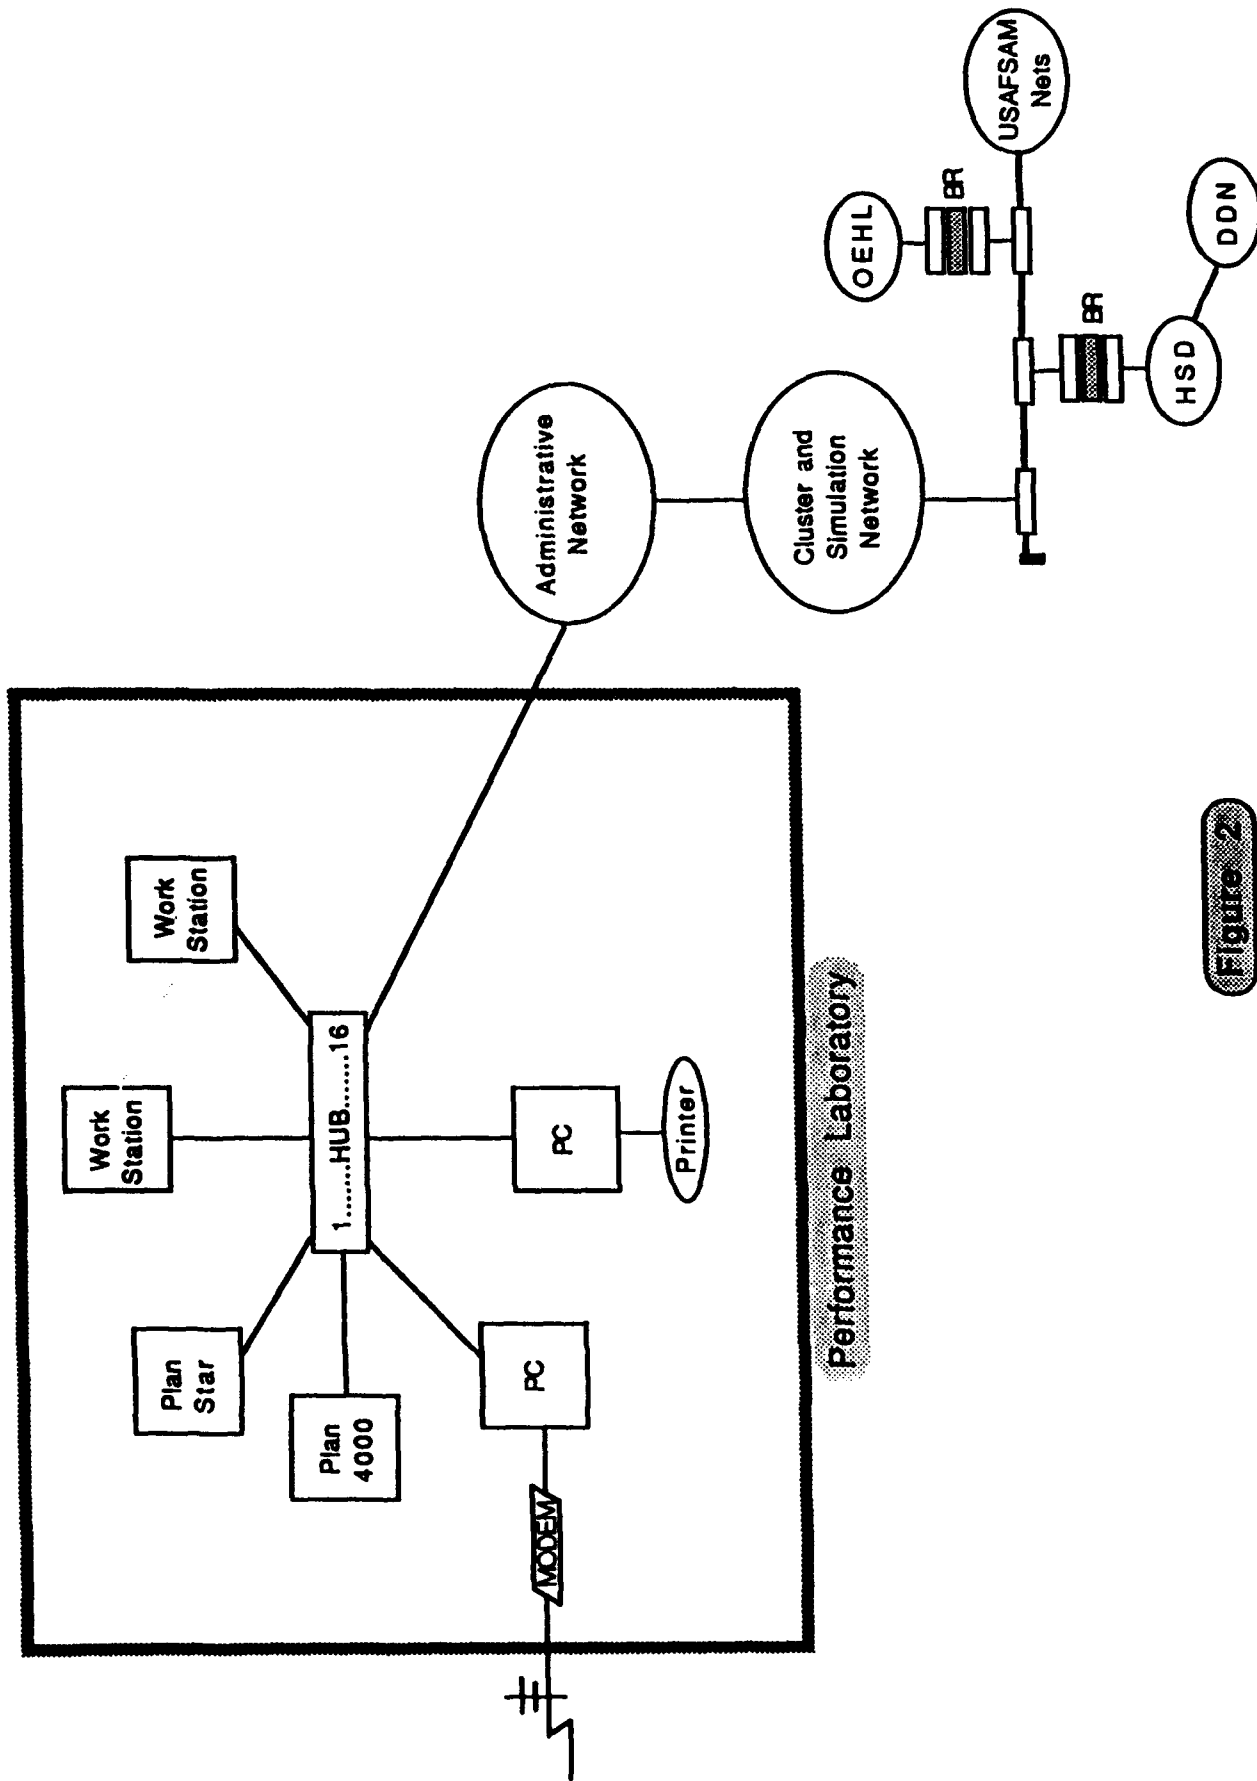 Work
Station
Work
Station
Plan
Star
Plan
4000
1.......HUB........16
PC
PC
Printer
MODEM
Performance Laboratory
Administrative
Network
Cluster and
Simulation
Network
OEHL
BR
USAFSAM
Nets
BR
HSD
DDN
Figure 2